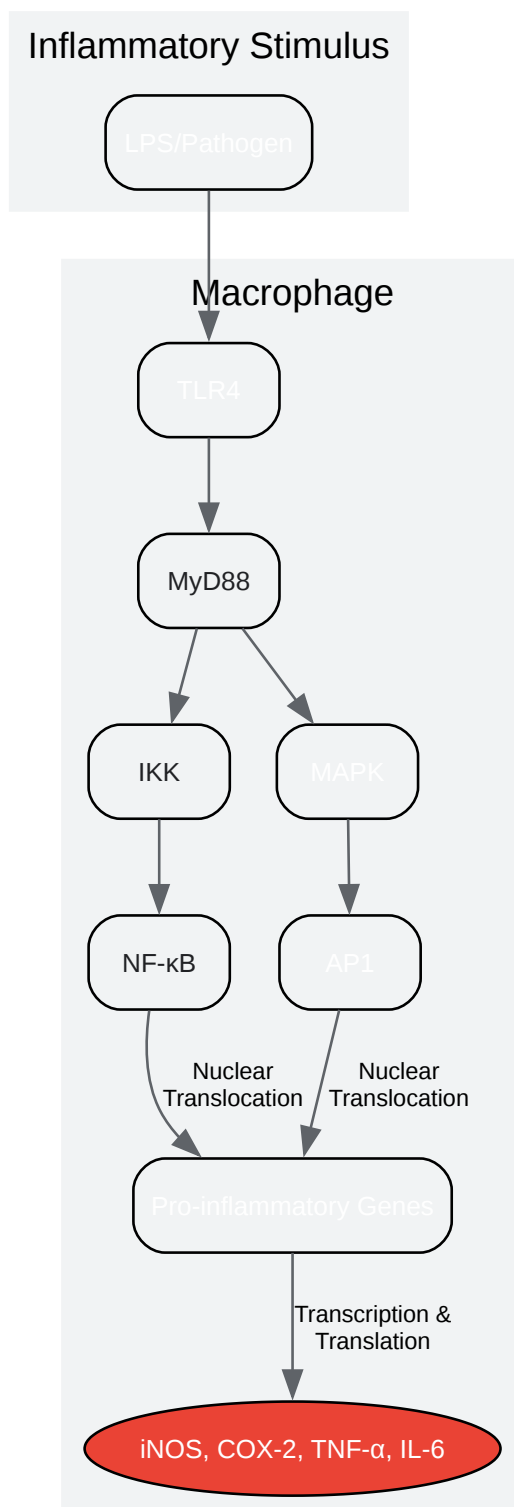 Inflammatory Stimulus
LPS/Pathogen
Macrophage
TLR4
MyD88
IKK
MAPK
NF-κB
AP1
Nuclear
Translocation
Nuclear
Translocation
Pro-inflammatory Genes
Transcription &
Translation
iNOS, COX-2, TNF-α, IL-6